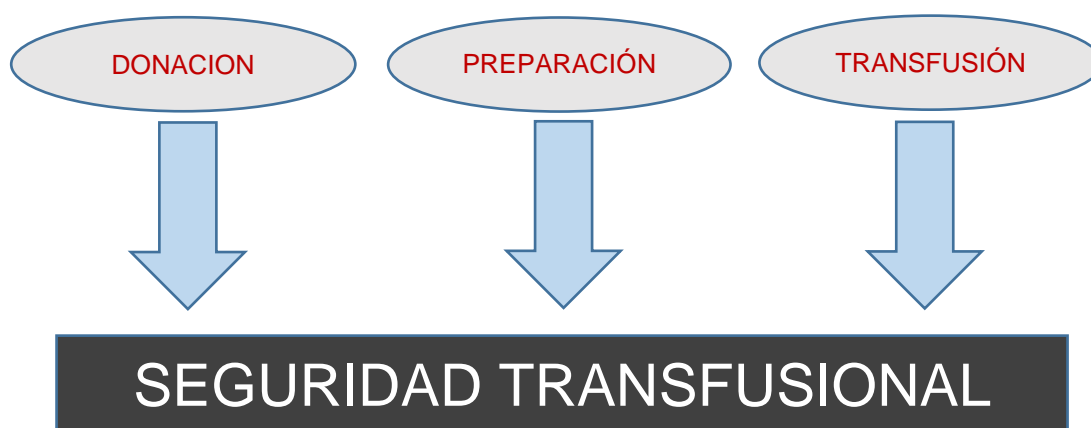 DONACION
PREPARACIÓN
TRANSFUSIÓN
SEGURIDAD TRANSFUSIONAL